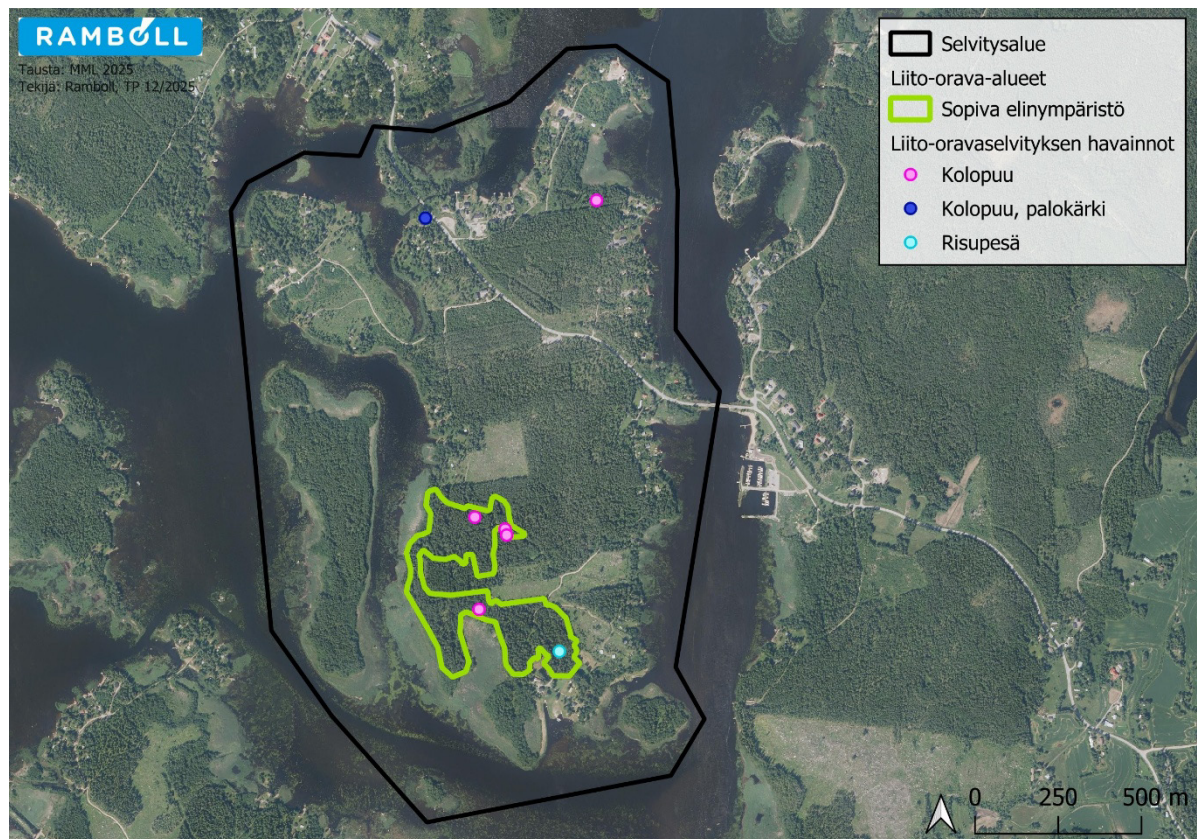 RAMBOLL
Tausta: MML 2025
Tekijä: Ramboll, TP 12/2025
Selvitysalue
Liito-orava-alueet
Sopiva elinympäristö
Liito-oravaselvityksen havainnot
Kolopuu
Kolopuu, palokärki
Risupesä
0 250 500 m